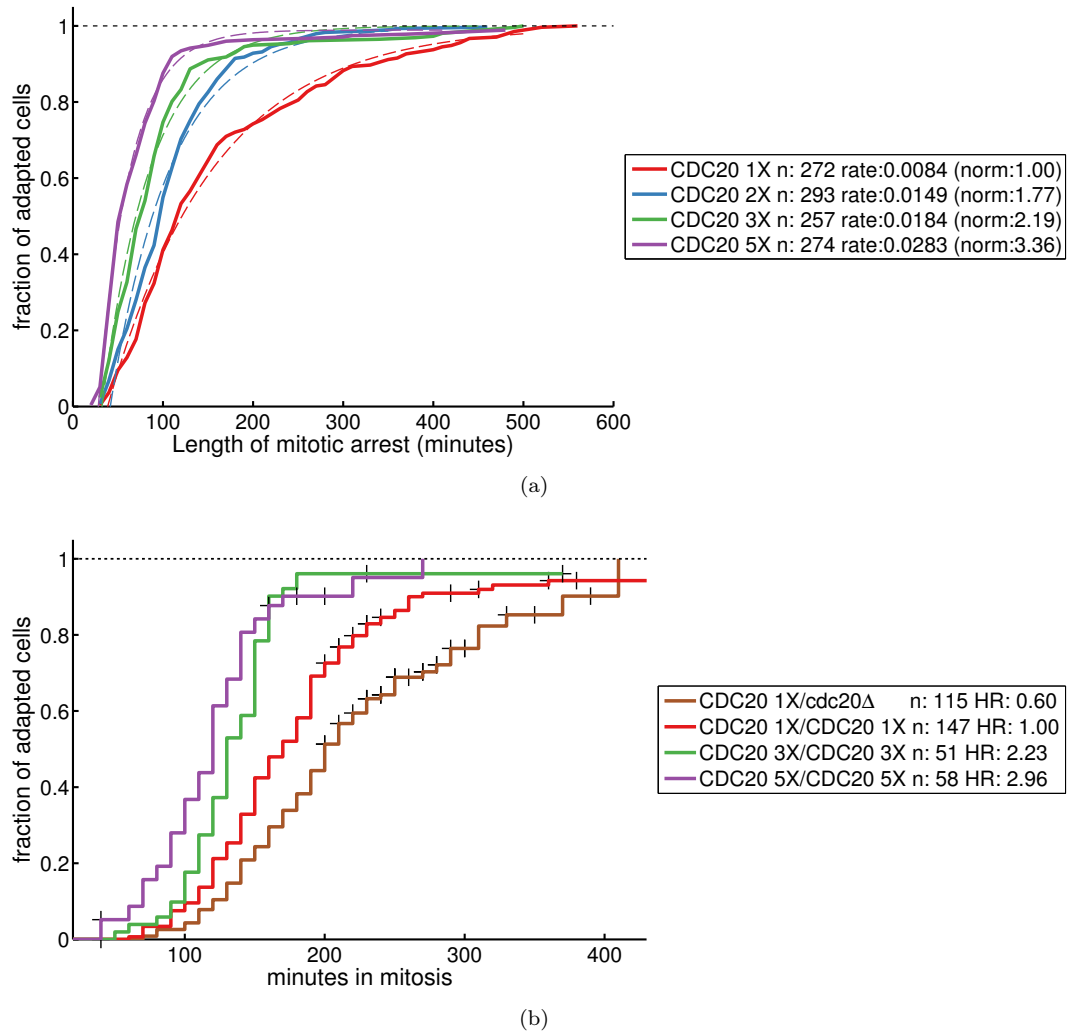 fraction of adapted cells
1
0.8
0.6
0.4
0.2
0
0 100 200 300 400 500 600
Length of mitotic arrest (minutes)
CDC20 1X n: 272 rate:0.0084 (norm:1.00)
CDC20 2X n: 293 rate:0.0149 (norm:1.77)
CDC20 3X n: 257 rate:0.0184 (norm:2.19)
CDC20 5X n: 274 rate:0.0283 (norm:3.36)
(a)
fraction of adapted cells
1
0.8
0.6
0.4
0.2
0
100 200 300 400
minutes in mitosis
CDC20 1X/cdc20Δ n: 115 HR: 0.60
CDC20 1X/CDC20 1X n: 147 HR: 1.00
CDC20 3X/CDC20 3X n: 51 HR: 2.23
CDC20 5X/CDC20 5X n: 58 HR: 2.96
(b)